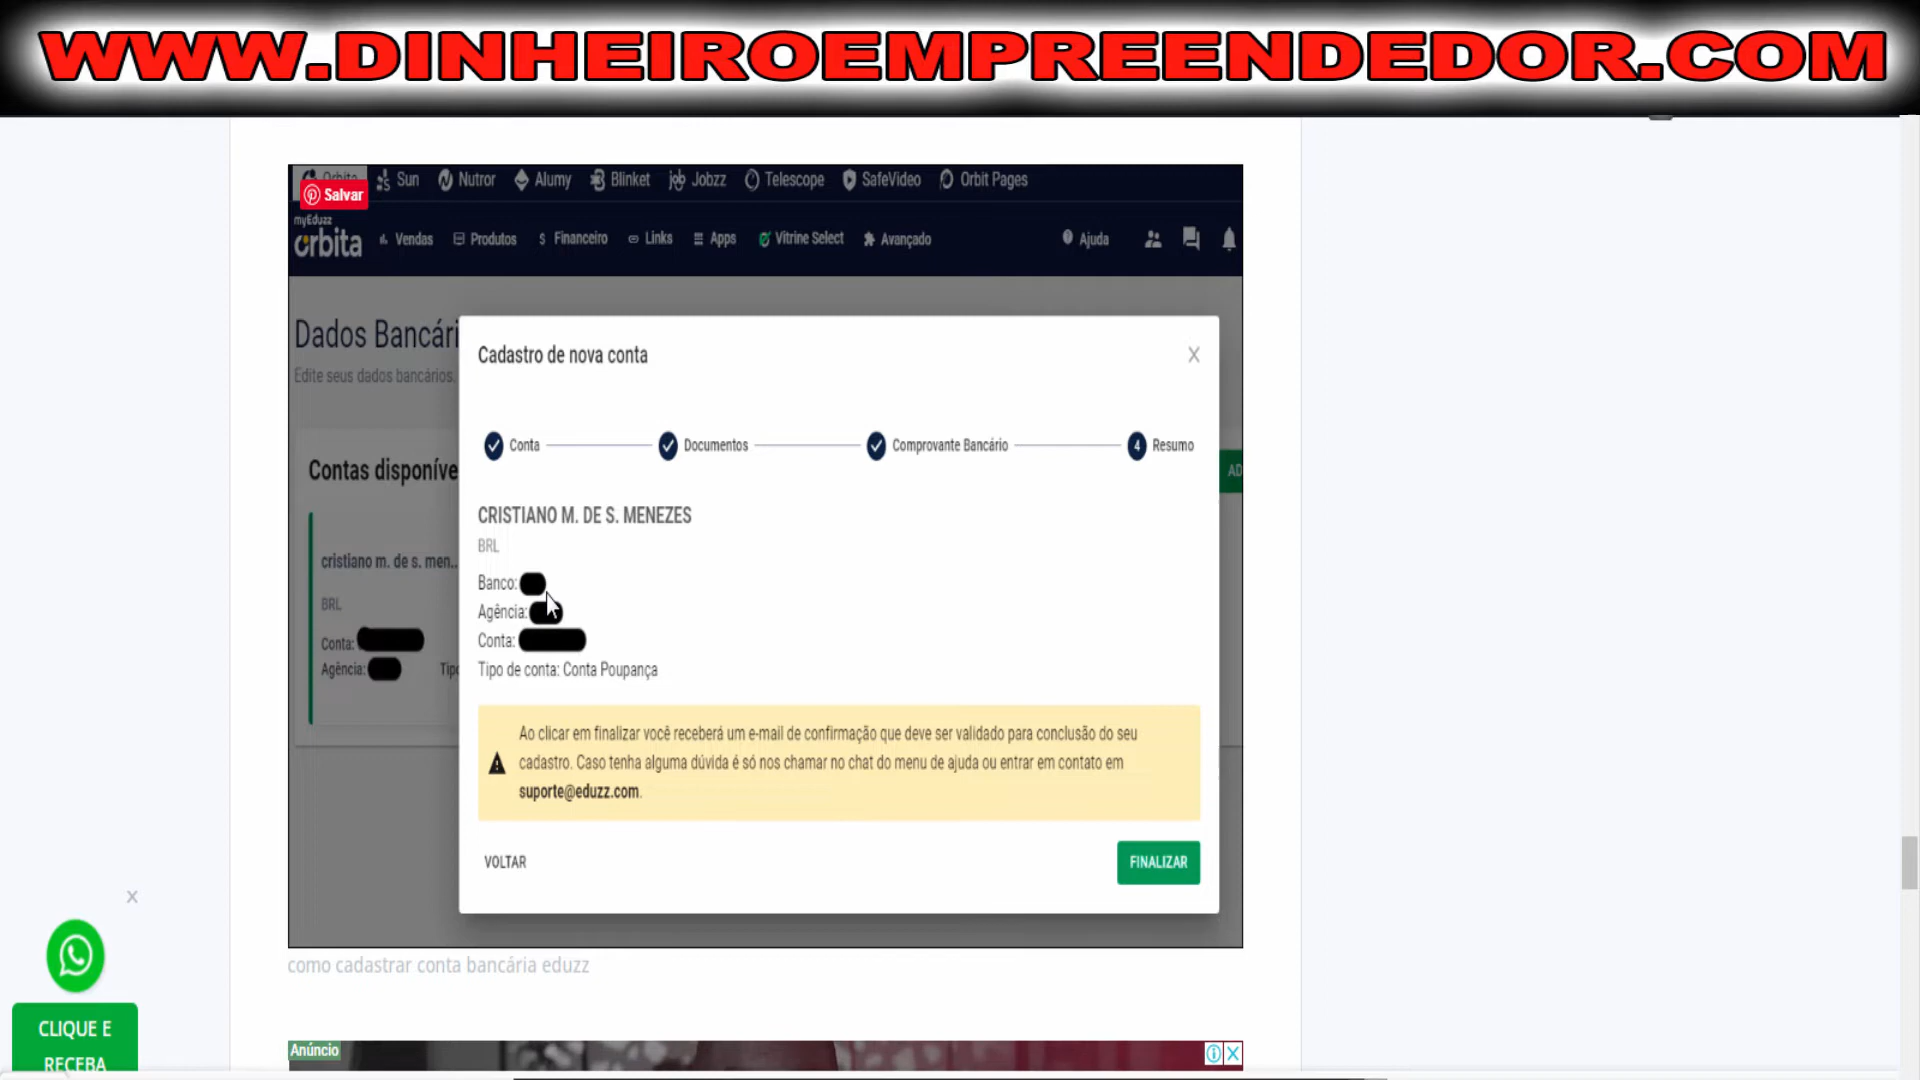 WWW.DINHEIROEMPREENDEDOR.COM
Orbita Sun Nutror Alumy Blinket Jobzz Telescope SafeVideo Orbit Pages
Salvar
myEduzz
orbita Vendas Produtos Financeiro Links Apps Vitrine Select Avançado Ajuda
Dados Bancári
Edite seus dados bancários.
Cadastro de nova conta X
Conta Documentos Comprovante Bancário 4 Resumo
Contas disponíve AD
CRISTIANO M. DE S. MENEZES
BRL
cristiano m. de s. men..
BRL
Conta:
Agência: Tipo
Banco:
Agência:
Conta:
Tipo de conta: Conta Poupança
Ao clicar em finalizar você receberá um e-mail de confirmação que deve ser validado para conclusão do seu
cadastro. Caso tenha alguma dúvida é só nos chamar no chat do menu de ajuda ou entrar em contato em
suporte@eduzz.com.
VOLTAR FINALIZAR
como cadastrar conta bancária eduzz
X
CLIQUE E
RECEBA
Anúncio